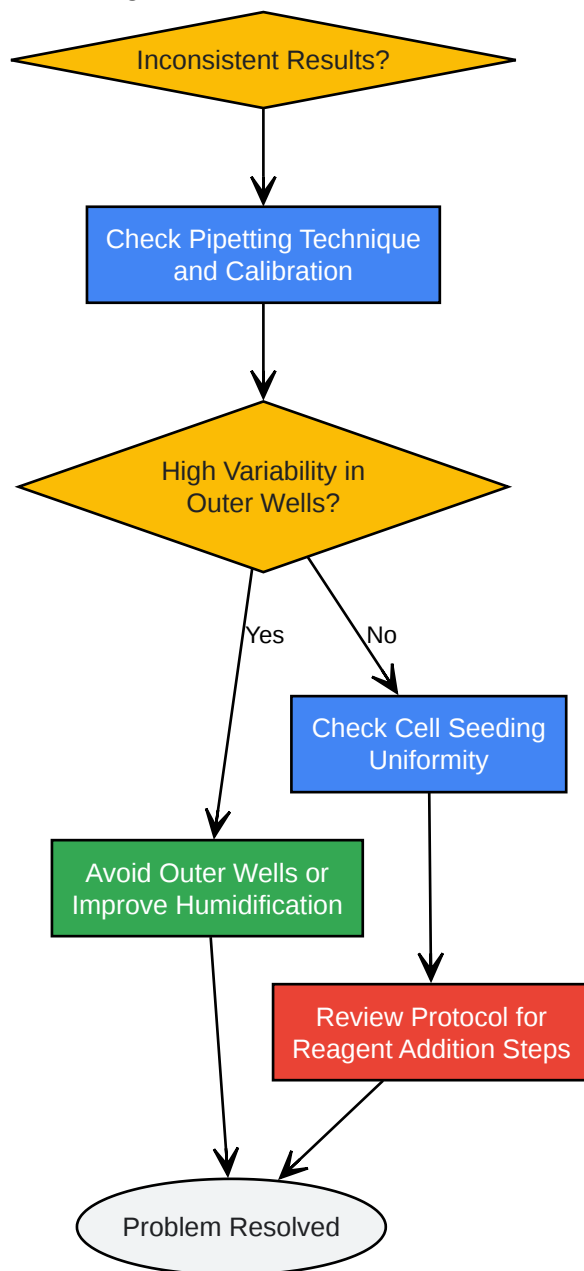 Inconsistent Results?
Check Pipetting Technique
and Calibration
High Variability in
Outer Wells?
Yes
No
Check Cell Seeding
Uniformity
Avoid Outer Wells or
Improve Humidification
Review Protocol for
Reagent Addition Steps
Problem Resolved